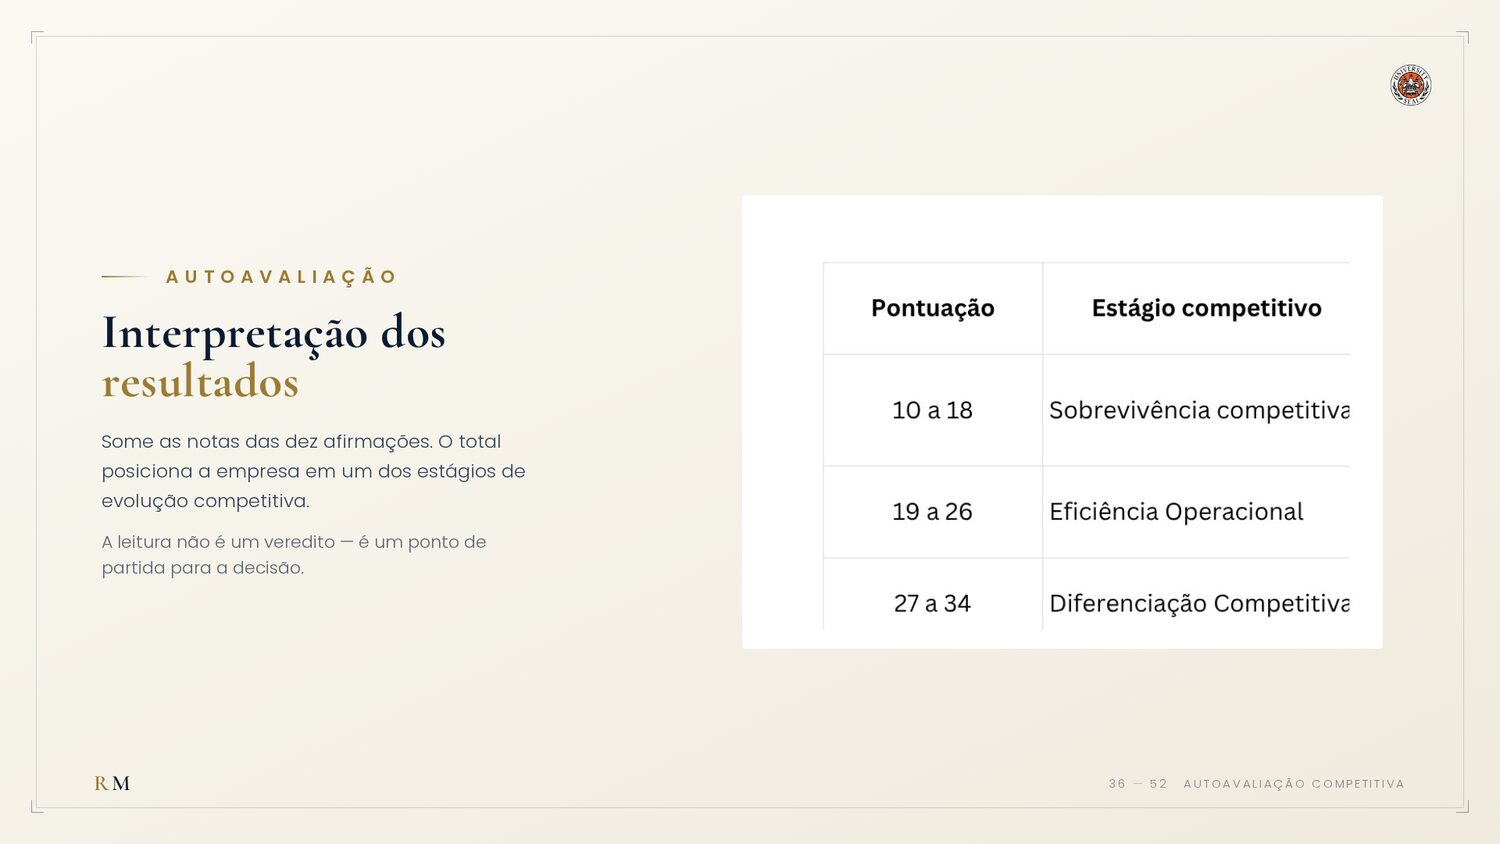 UNIVERSITY
SEAL
AUTOAVALIAÇÃO
Interpretação dos
resultados
Some as notas das dez afirmações. O total
posiciona a empresa em um dos estágios de
evolução competitiva.
A leitura não é um veredito — é um ponto de
partida para a decisão.
Pontuação Estágio competitivo
10 a 18 Sobrevivência competitiva
19 a 26 Eficiência Operacional
27 a 34 Diferenciação Competitiva
RM
36 — 52 AUTOAVALIAÇÃO COMPETITIVA